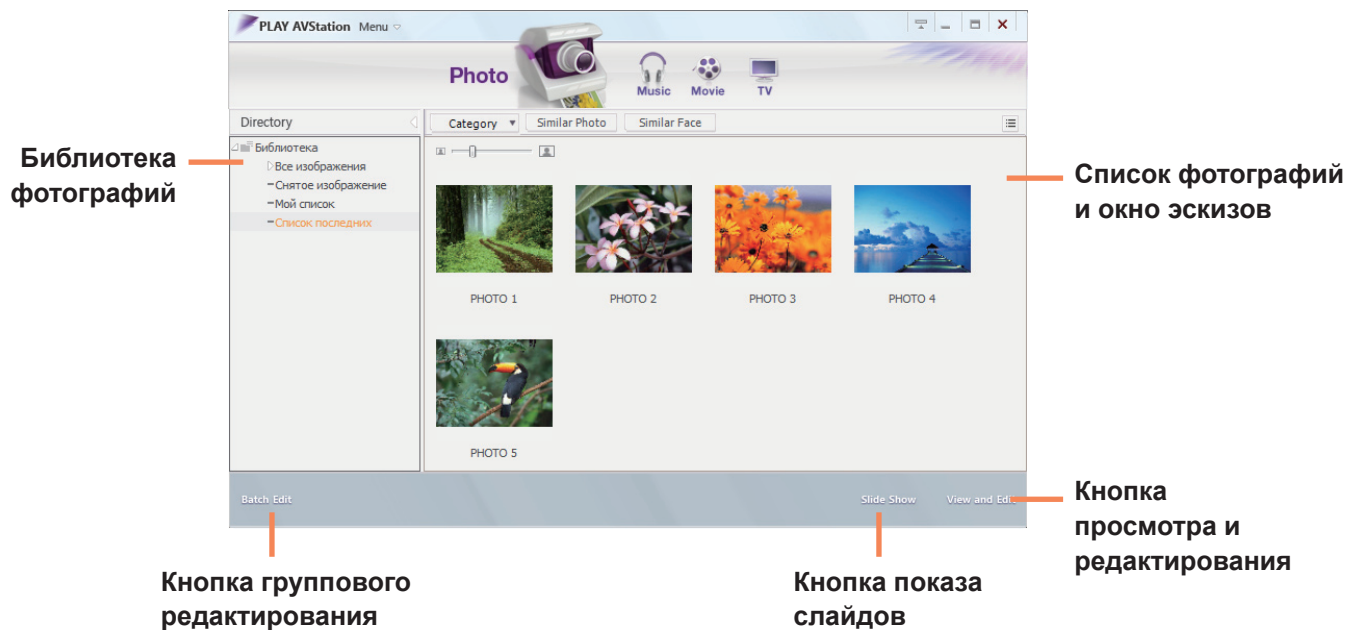 PLAY AVStation Menu
Photo
Music
Movie
TV
Directory
Category
Similar Photo
Similar Face
Библиотека
Все изображения
Снятое изображение
Мой список
Список последних
PHOTO 1
PHOTO 2
PHOTO 3
PHOTO 4
PHOTO 5
Batch Edit
Slide Show
View and Edit
Библиотека
фотографий
Список фотографий
и окно эскизов
Кнопка
просмотра и
редактирования
Кнопка группового
редактирования
Кнопка показа
слайдов